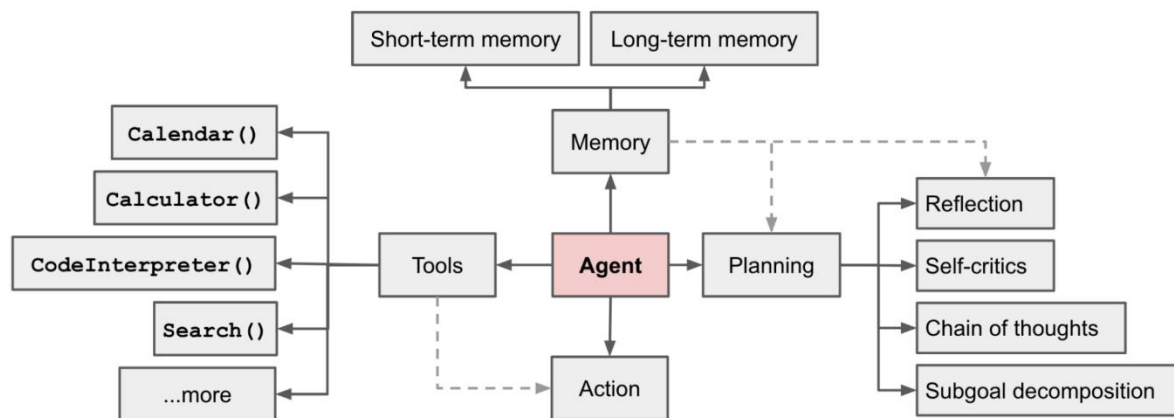 Short-term memory
Long-term memory
Calendar()
Memory
Calculator()
Reflection
CodeInterpreter()
Tools
Agent
Planning
Self-critics
Search()
Chain of thoughts
...more
Action
Subgoal decomposition